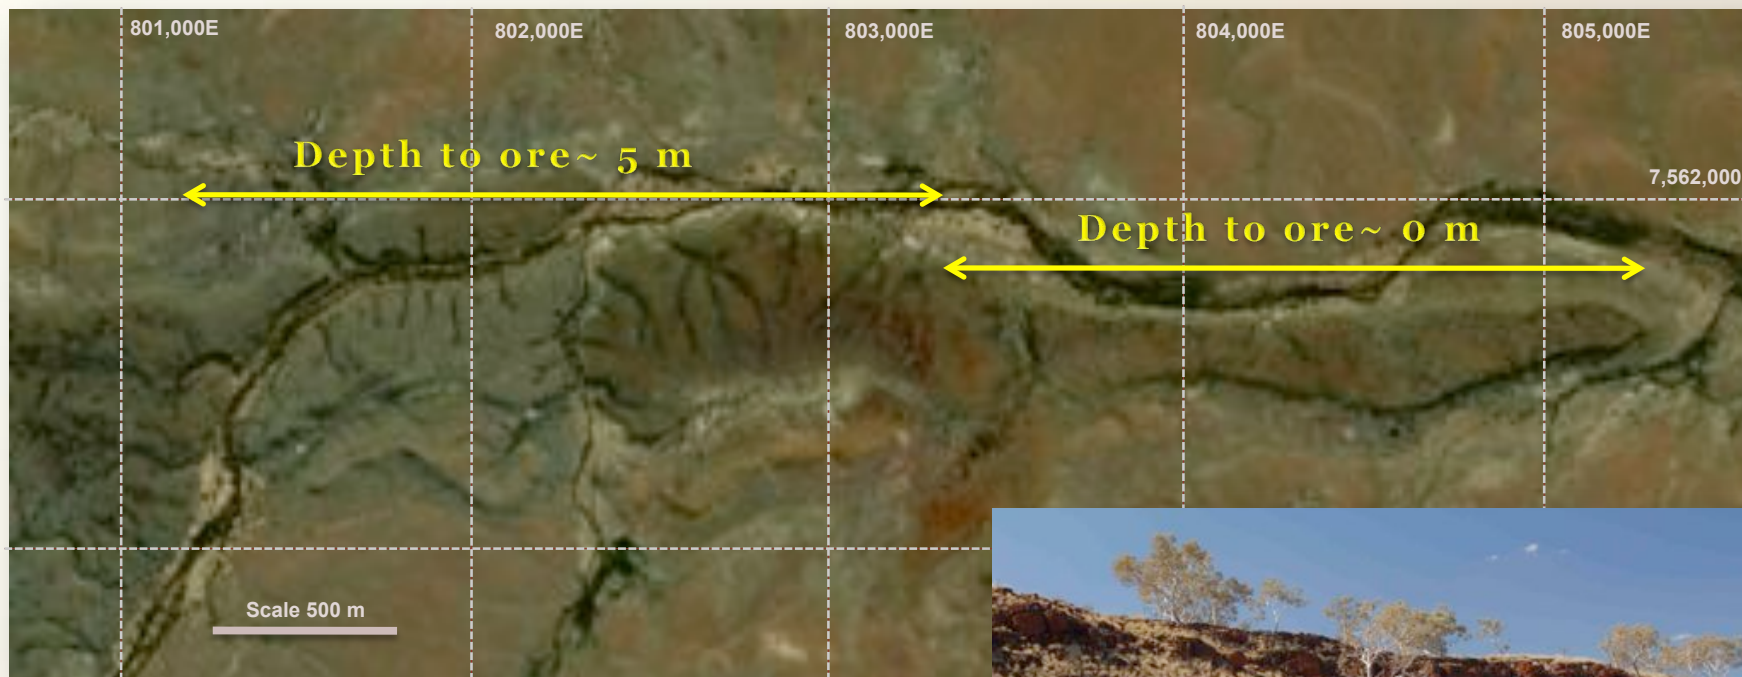 801,000E
802,000E
803,000E
804,000E
805,000E
Depth to ore~ 5 m
7,562,000
Depth to ore~ 0 m
Scale 500 m